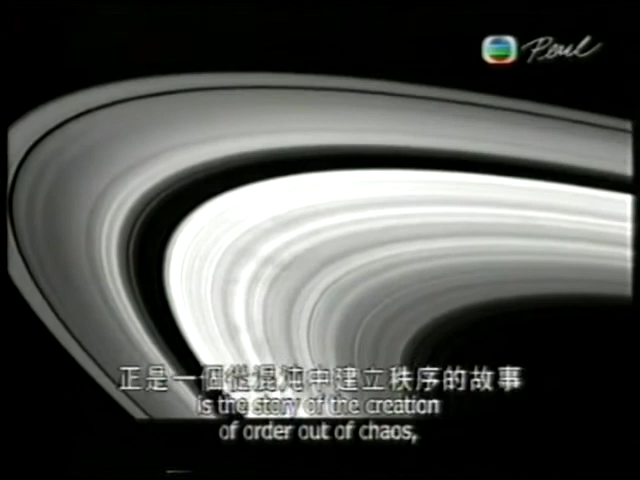 Pearl
正是一個從混沌中建立秩序的故事
is the story of the creation
of order out of chaos,